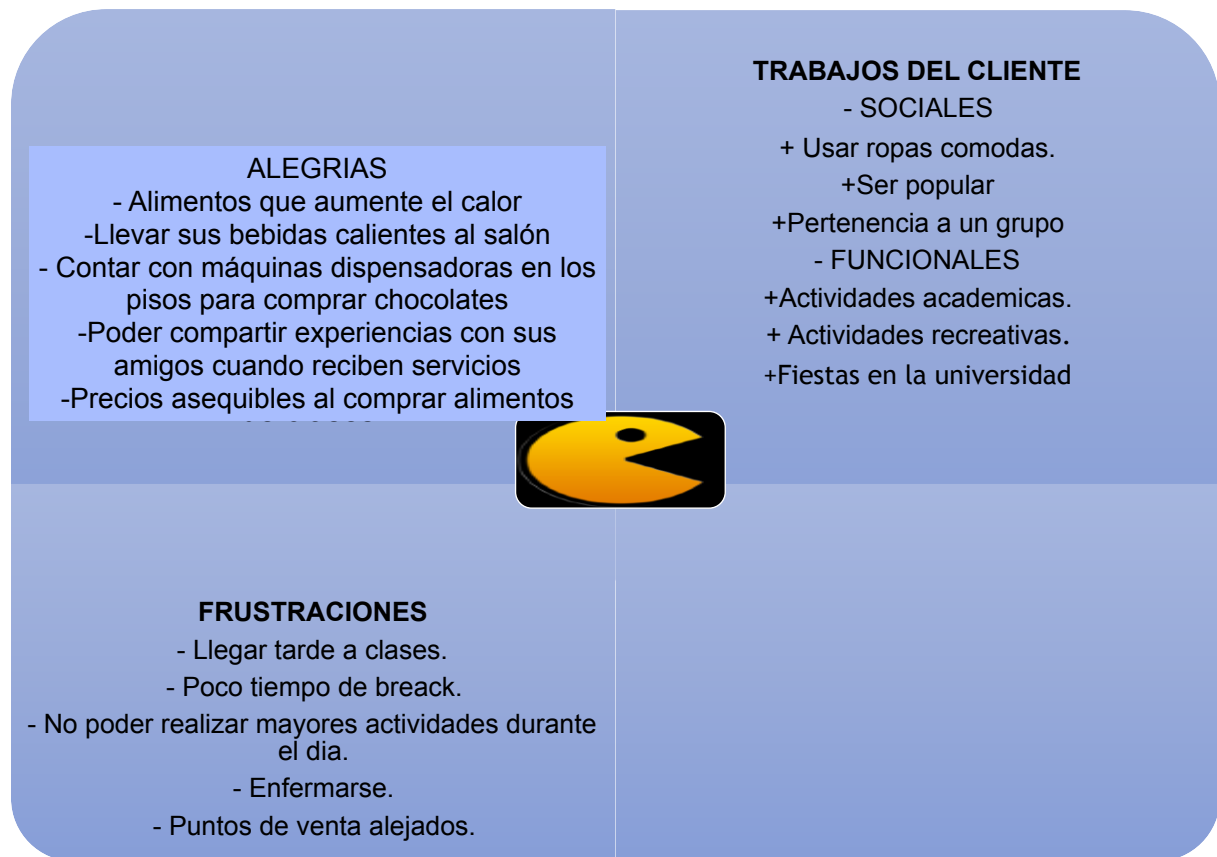 ALEGRIAS
- Alimentos que aumente el calor
-Llevar sus bebidas calientes al salón
- Contar con máquinas dispensadoras en los
pisos para comprar chocolates
-Poder compartir experiencias con sus
amigos cuando reciben servicios
-Precios asequibles al comprar alimentos
TRABAJOS DEL CLIENTE
- SOCIALES
+ Usar ropas comodas.
+Ser popular
+Pertenencia a un grupo
- FUNCIONALES
+Actividades academicas.
+ Actividades recreativas.
+Fiestas en la universidad
FRUSTRACIONES
- Llegar tarde a clases.
- Poco tiempo de breack.
- No poder realizar mayores actividades durante
el dia.
- Enfermarse.
- Puntos de venta alejados.